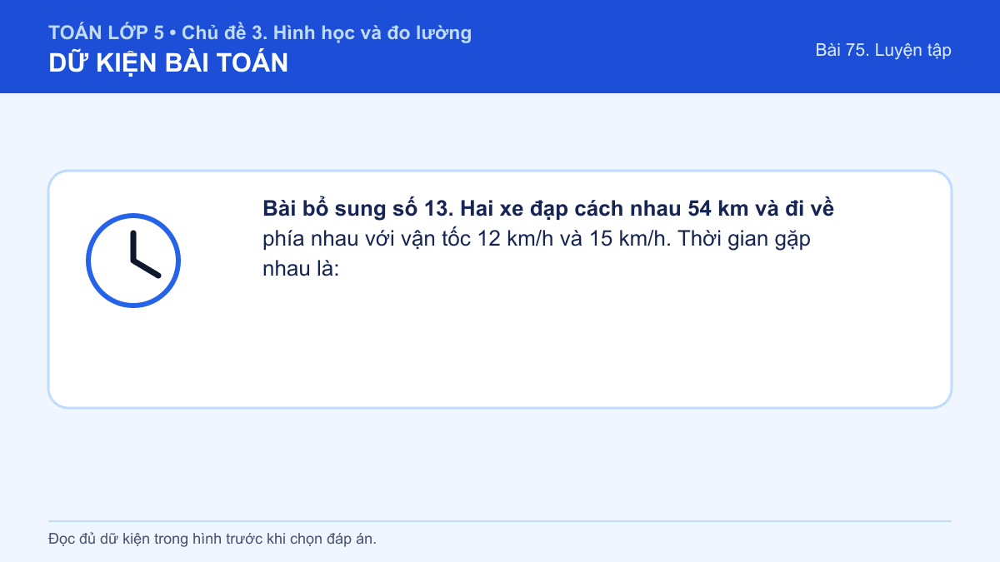 TOÁN LỚP 5 • Chủ đề 3. Hình học và đo lường
DỮ KIỆN BÀI TOÁN
Bài 75. Luyện tập
Bài bổ sung số 13. Hai xe đạp cách nhau 54 km và đi về
phía nhau với vận tốc 12 km/h và 15 km/h. Thời gian gặp
nhau là:
Đọc đủ dữ kiện trong hình trước khi chọn đáp án.